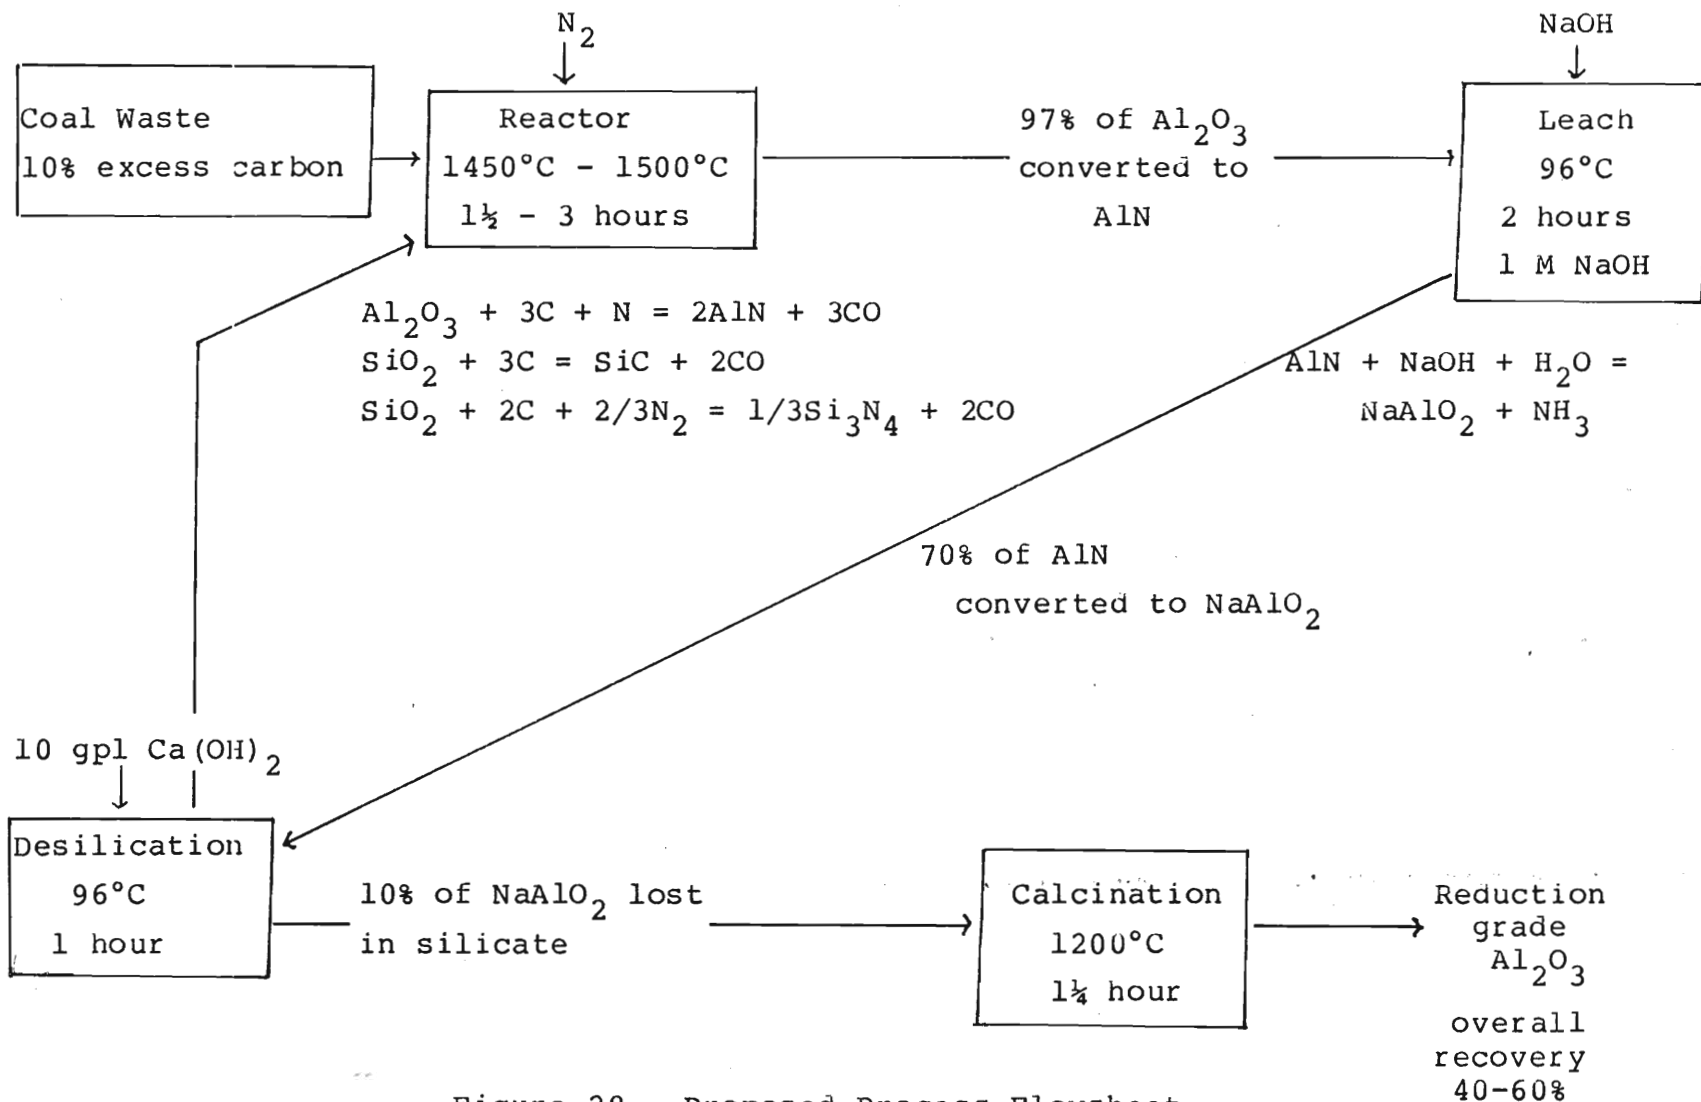 N2
NaOH
Coal Waste
10% excess carbon
Reactor
1450°C - 1500°C
1½ - 3 hours
97% of Al2O3
converted to
AlN
Leach
96°C
2 hours
1 M NaOH
Al2O3 + 3C + N = 2AlN + 3CO
SiO2 + 3C = SiC + 2CO
SiO2 + 2C + 2/3N2 = 1/3Si3N4 + 2CO
AlN + NaOH + H2O =
NaAlO2 + NH3
70% of AlN
converted to NaAlO2
10 gpl Ca(OH)2
Desilication
96°C
1 hour
10% of NaAlO2 lost
in silicate
Calcination
1200°C
1¼ hour
Reduction
grade
Al2O3
overall
recovery
40-60%
Proposed Process Flowsheet